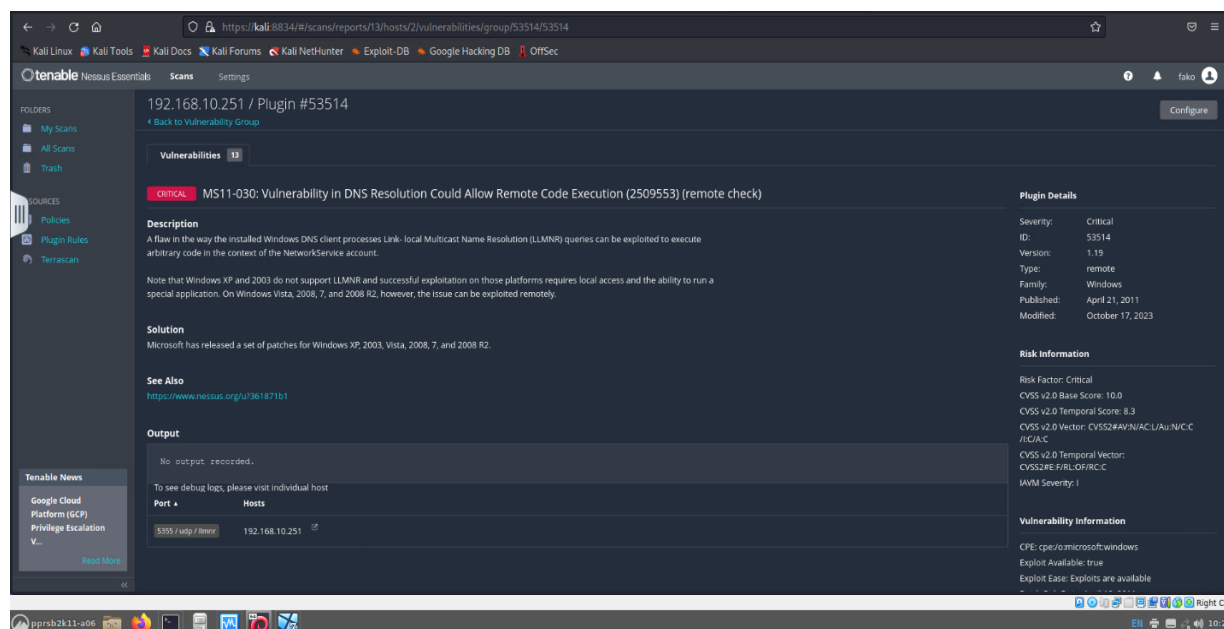 https://kali:8834/#/scans/reports/13/hosts/2/vulnerabilities/group/53514/53514
Kali Linux Kali Tools Kali Docs Kali Forums Kali NetHunter Exploit-DB Google Hacking DB OffSec
tenable Nessus Essentials Scans Settings fako
FOLDERS
My Scans
All Scans
Trash
Policies
Plugin Rules
Terrascan
Tenable News
Google Cloud
Platform (GCP)
Privilege Escalation
V...
Read More
192.168.10.251 / Plugin #53514
Back to Vulnerability Group
Configure
Vulnerabilities 13
CRITICAL MS11-030: Vulnerability in DNS Resolution Could Allow Remote Code Execution (2509553) (remote check)
Description
A flaw in the way the installed Windows DNS client processes Link- local Multicast Name Resolution (LLMNR) queries can be exploited to execute
arbitrary code in the context of the NetworkService account.
Note that Windows XP and 2003 do not support LLMNR and successful exploitation on those platforms requires local access and the ability to run a
special application. On Windows Vista, 2008, 7, and 2008 R2, however, the issue can be exploited remotely.
Solution
Microsoft has released a set of patches for Windows XP, 2003, Vista, 2008, 7, and 2008 R2.
See Also
https://www.nessus.org/u?361871b1
Output
No output recorded.
To see debug logs, please visit individual host
Port Hosts
5355 / udp / llmnr 192.168.10.251
Plugin Details
Severity: Critical
ID: 53514
Version: 1.19
Type: remote
Family: Windows
Published: April 21, 2011
Modified: October 17, 2023
Risk Information
Risk Factor: Critical
CVSS v2.0 Base Score: 10.0
CVSS v2.0 Temporal Score: 8.3
CVSS v2.0 Vector: CVSS2#AV:N/AC:L/Au:N/C:C
/I:C/A:C
CVSS v2.0 Temporal Vector:
CVSS2#E:F/RL:OF/RC:C
IAVM Severity: I
Vulnerability Information
CPE: cpe:/o:microsoft:windows
Exploit Available: true
Exploit Ease: Exploits are available
Right C
pprsb2k11-a06 EN